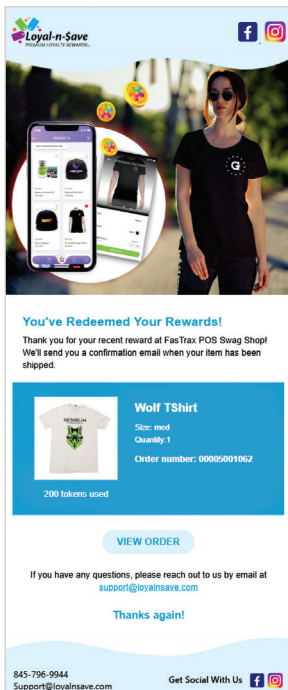 Loyal-n-Save
PREMIUM LOYALTY REWARDS
You've Redeemed Your Rewards!
Thank you for your recent reward at FasTrax POS Swag Shop!
We'll send you a confirmation email when your item has been
shipped.
Wolf TShirt
Size: med
Quantity:1
Order number: 00005001062
200 tokens used
VIEW ORDER
If you have any questions, please reach out to us by email at
support@loyalnsave.com
Thanks again!
845-796-9944
Support@loyalnsave.com
Get Social With Us